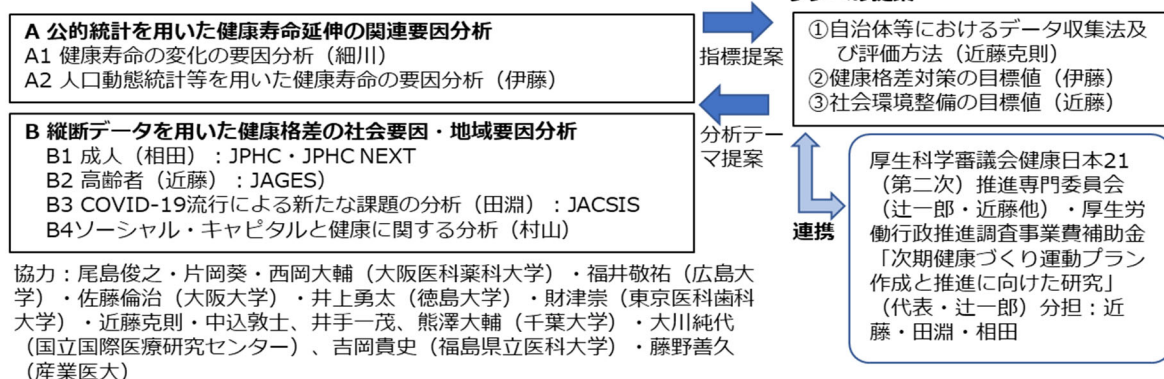 A 公的統計を用いた健康寿命延伸の関連要因分析
A1 健康寿命の変化の要因分析（細川）
A2 人口動態統計等を用いた健康寿命の要因分析（伊藤）
指標提案
①自治体等におけるデータ収集法及
び評価方法（近藤克則）
②健康格差対策の目標値（伊藤）
③社会環境整備の目標値（近藤）
B 縦断データを用いた健康格差の社会要因・地域要因分析
B1 成人（相田）：JPHC・JPHC NEXT
B2 高齢者（近藤）：JAGES）
B3 COVID-19流行による新たな課題の分析（田淵）：JACSIS
B4ソーシャル・キャピタルと健康に関する分析（村山）
分析テー
マ提案
連携
厚生科学審議会健康日本21
（第二次）推進専門委員会
（辻一郎・近藤他）・厚生労
働行政推進調査事業費補助金
「次期健康づくり運動プラン
作成と推進に向けた研究」
（代表・辻一郎）分担：近
藤・田淵・相田
協力：尾島俊之・片岡葵・西岡大輔（大阪医科薬科大学）・福井敬祐（広島大
学）・佐藤倫治（大阪大学）・井上勇太（徳島大学）・財津崇（東京医科歯科
大学）・近藤克則・中込敦士、井手一茂、熊澤大輔（千葉大学）・大川純代
（国立国際医療研究センター）、吉岡貴史（福島県立医科大学）・藤野善久
（産業医大）